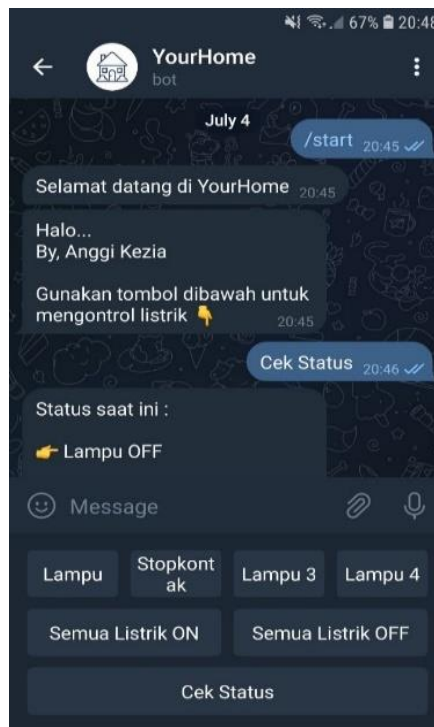 67% 20:48
YourHome
bot
July 4
/start 20:45
Selamat datang di YourHome 20:45
Halo...
By, Anggi Kezia
Gunakan tombol dibawah untuk
mengontrol listrik 👇 20:45
Cek Status 20:46
Status saat ini :
👉 Lampu OFF
Message
Lampu
Stopkont
ak
Lampu 3
Lampu 4
Semua Listrik ON
Semua Listrik OFF
Cek Status